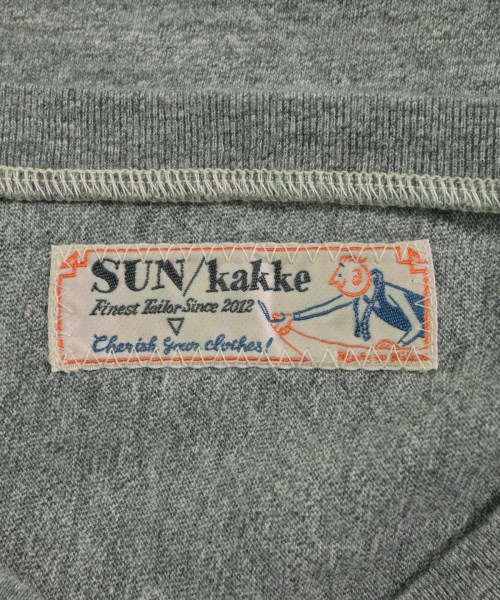 SUN/kakke
Finest Tailor Since 2012
Cherish your clothes!